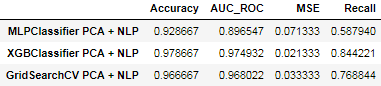 Accuracy AUC_ROC MSE Recall
MLPClassifier PCA + NLP 0.928667 0.896547 0.071333 0.587940
XGBClassifier PCA + NLP 0.978667 0.974932 0.021333 0.844221
GridSearchCV PCA + NLP 0.966667 0.968022 0.033333 0.768844